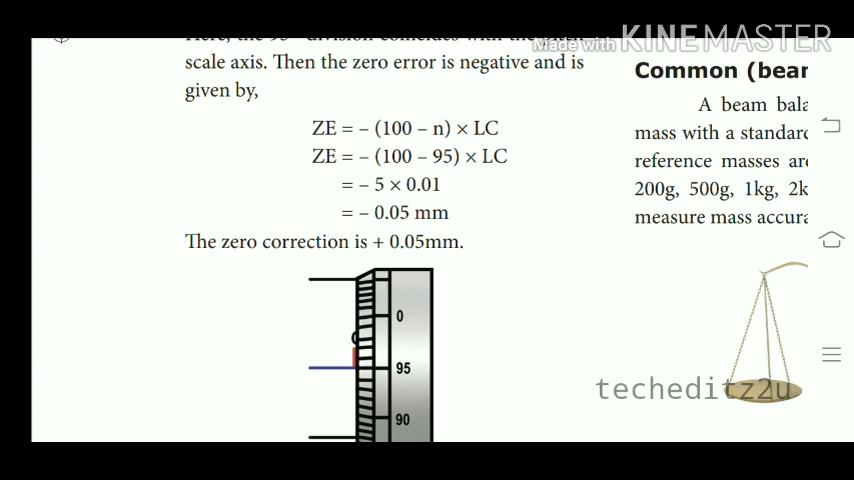 scale axis. Then the zero error is negative and is
given by,
ZE = – (100 – n) × LC
ZE = – (100 – 95) × LC
= – 5 × 0.01
= – 0.05 mm
The zero correction is + 0.05mm.
0
95
90
Made with KINEMASTER
Common (bear
A beam bala
mass with a standard
reference masses are
200g, 500g, 1kg, 2k
measure mass accura
techeditz2u